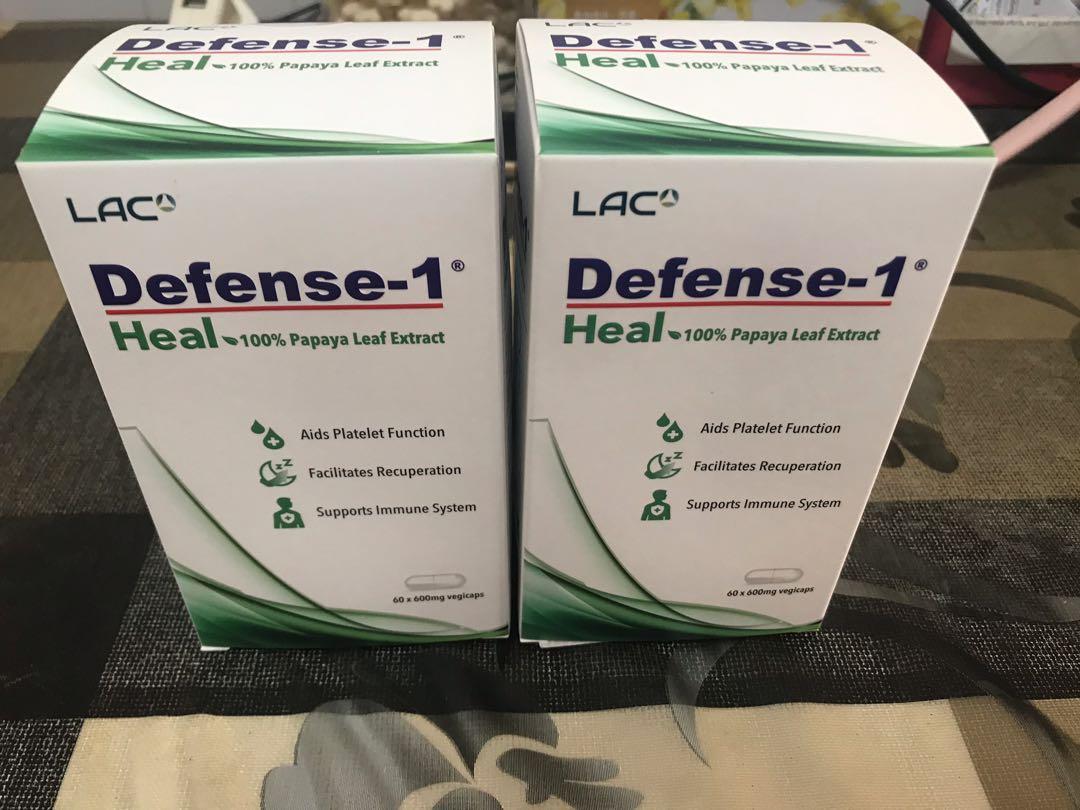 LAC
Defense-1®
Heal 100% Papaya Leaf Extract
LAC
Defense-1®
Heal 100% Papaya Leaf Extract
Aids Platelet Function
Facilitates Recuperation
Supports Immune System
60 x 600mg vegicaps
LAC
Defense-1®
Heal 100% Papaya Leaf Extract
LAC
Defense-1®
Heal 100% Papaya Leaf Extract
Aids Platelet Function
Facilitates Recuperation
Supports Immune System
60 x 600mg vegicaps